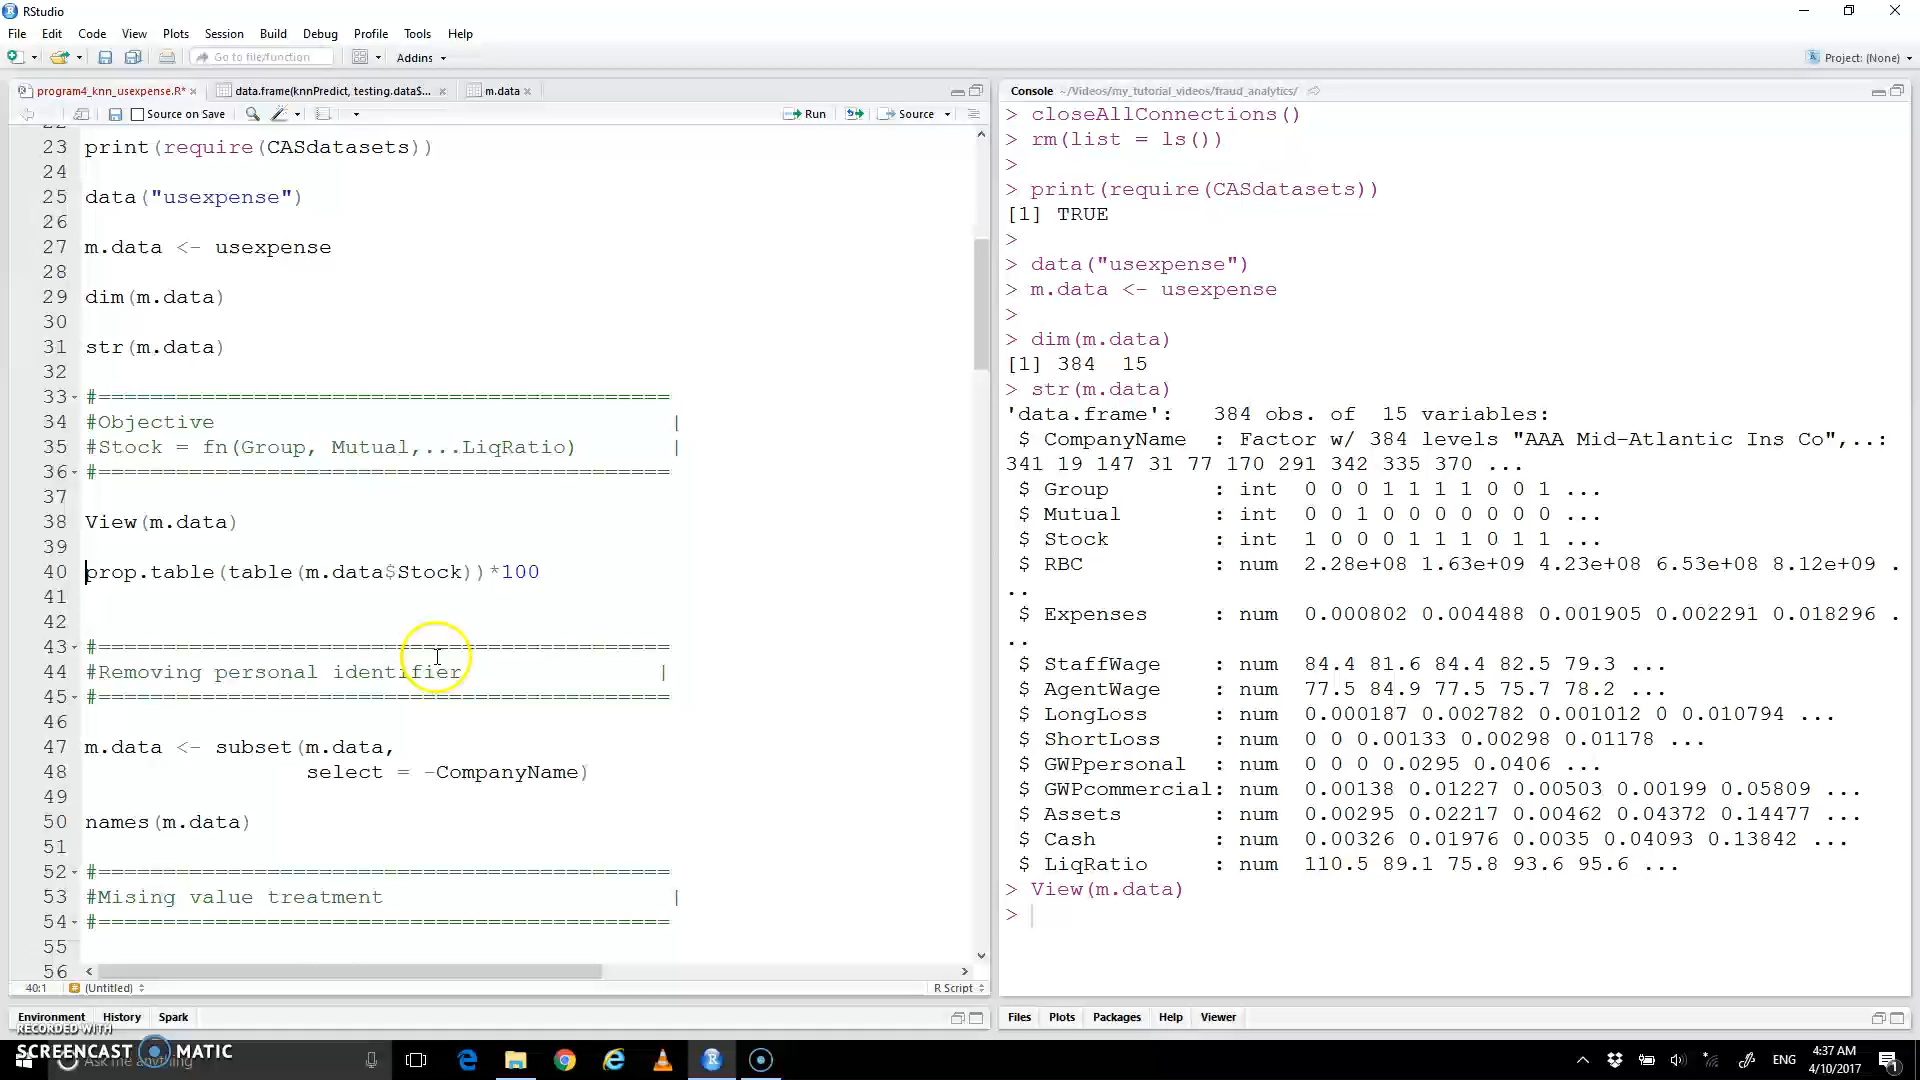 RStudio
File Edit Code View Plots Session Build Debug Profile Tools Help
Go to file/function Addins Project: (None)
program4_knn_usexpense.R* data.frame(knnPredict, testing.data$... m.data
Source on Save Run Source
23 print(require(CASdatasets))
24
25 data("usexpense")
26
27 m.data <- usexpense
28
29 dim(m.data)
30
31 str(m.data)
32
33 #============================================
34 #Objective |
35 #Stock = fn(Group, Mutual,...LiqRatio) |
36 #============================================
37
38 View(m.data)
39
40 prop.table(table(m.data$Stock))*100
41
42
43 #============================================
44 #Removing personal identifier |
45 #============================================
46
47 m.data <- subset(m.data,
48 select = -CompanyName)
49
50 names(m.data)
51
52 #============================================
53 #Mising value treatment |
54 #============================================
55
56
40:1 (Untitled) R Script
Environment History Spark
Console ~/Videos/my_tutorial_videos/fraud_analytics/
> closeAllConnections()
> rm(list = ls())
>
> print(require(CASdatasets))
[1] TRUE
>
> data("usexpense")
> m.data <- usexpense
>
> dim(m.data)
[1] 384 15
> str(m.data)
'data.frame': 384 obs. of 15 variables:
$ CompanyName : Factor w/ 384 levels "AAA Mid-Atlantic Ins Co",..:
341 19 147 31 77 170 291 342 335 370 ...
$ Group : int 0 0 0 1 1 1 1 0 0 1 ...
$ Mutual : int 0 0 1 0 0 0 0 0 0 0 ...
$ Stock : int 1 0 0 0 1 1 1 0 1 1 ...
$ RBC : num 2.28e+08 1.63e+09 4.23e+08 6.53e+08 8.12e+09 .
..
$ Expenses : num 0.000802 0.004488 0.001905 0.002291 0.018296 .
..
$ StaffWage : num 84.4 81.6 84.4 82.5 79.3 ...
$ AgentWage : num 77.5 84.9 77.5 75.7 78.2 ...
$ LongLoss : num 0.000187 0.002782 0.001012 0 0.010794 ...
$ ShortLoss : num 0 0 0.00133 0.00298 0.01178 ...
$ GWPpersonal : num 0 0 0 0.0295 0.0406 ...
$ GWPcommercial: num 0.00138 0.01227 0.00503 0.00199 0.05809 ...
$ Assets : num 0.00295 0.02217 0.00462 0.04372 0.14477 ...
$ Cash : num 0.00326 0.01976 0.0035 0.04093 0.13842 ...
$ LiqRatio : num 110.5 89.1 75.8 93.6 95.6 ...
> View(m.data)
>
Files Plots Packages Help Viewer
RECORDED WITH
SCREENCAST MATIC
Ask me anything
ENG
4:37 AM
4/10/2017
1